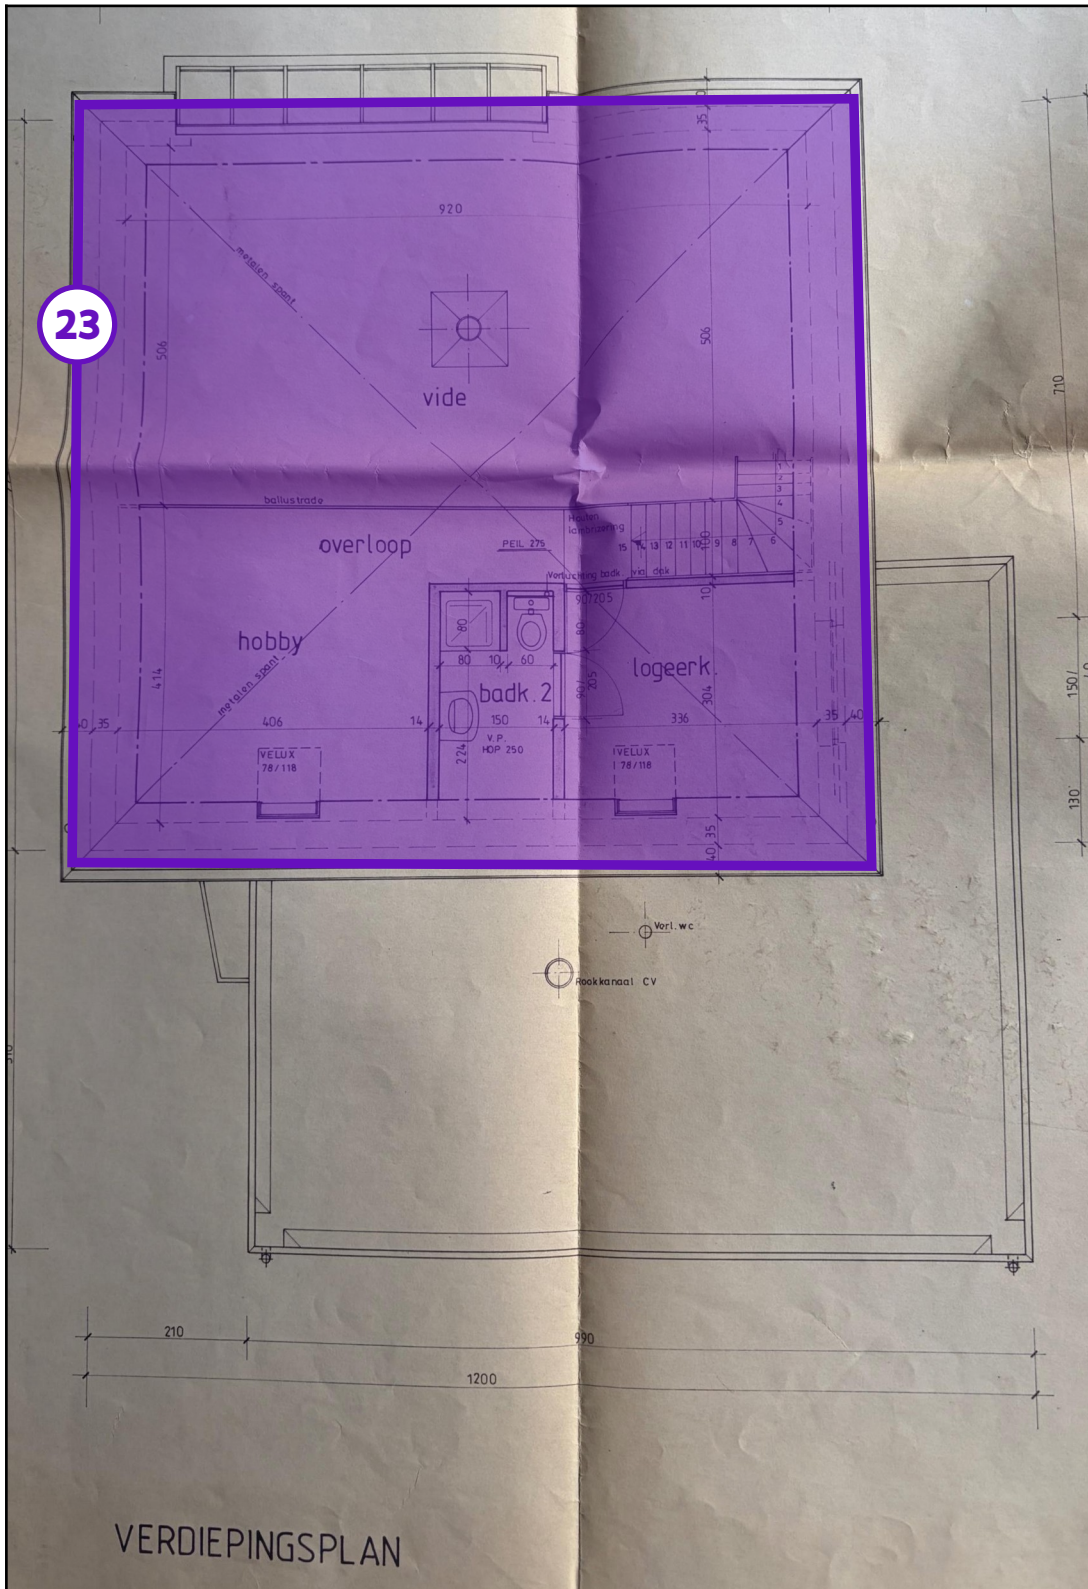 35
920
metalen spant
23
506
506
vide
710
ballustrade
1
2
3
4
5
Houten
lambrizering
overloop
PEIL 276
15 14 13 12 11 10 9 8 7 6
100
Verluchting badk. via dak
90/205
10
80
80
hobby
80 10 60
metalen spant
414
badk. 2
90/
205
logeerk.
304
150/
40 35 406 14 150 14 336 35 40
V.P.
HOP 250
224
VELUX
78/118
VELUX
78/118
130
35
40
Verl. wc
Rookkanaal CV
210
990
1200
VERDIEPINGSPLAN